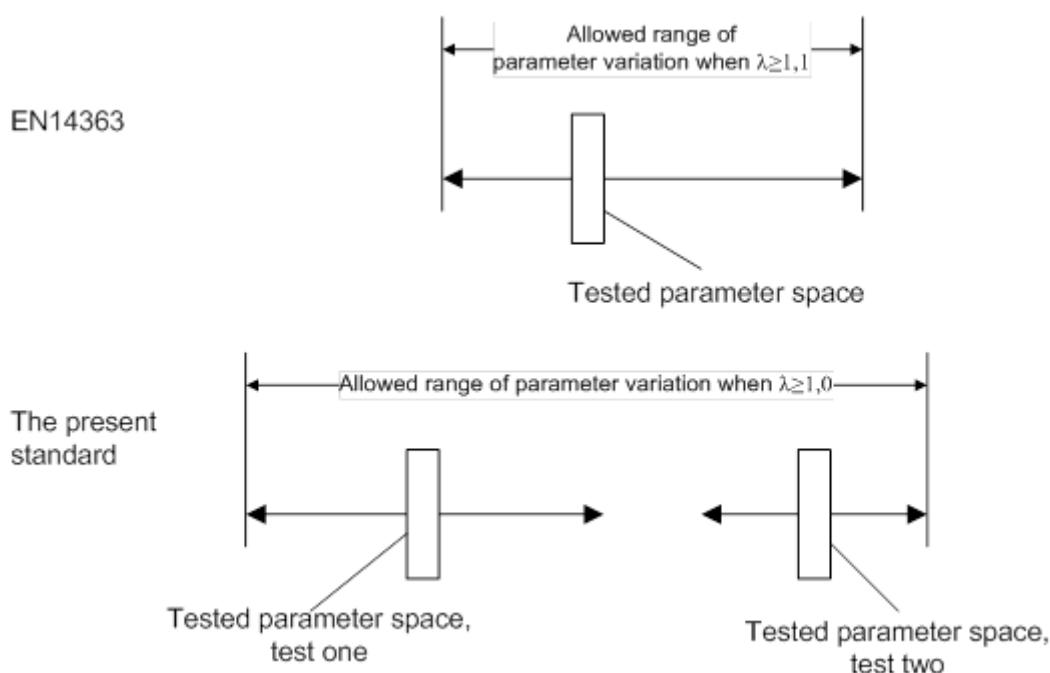 Allowed range of
parameter variation when λ≥1,1
EN14363
Tested parameter space
Allowed range of parameter variation when λ≥1,0
The present
standard
Tested parameter space,
test one
Tested parameter space,
test two